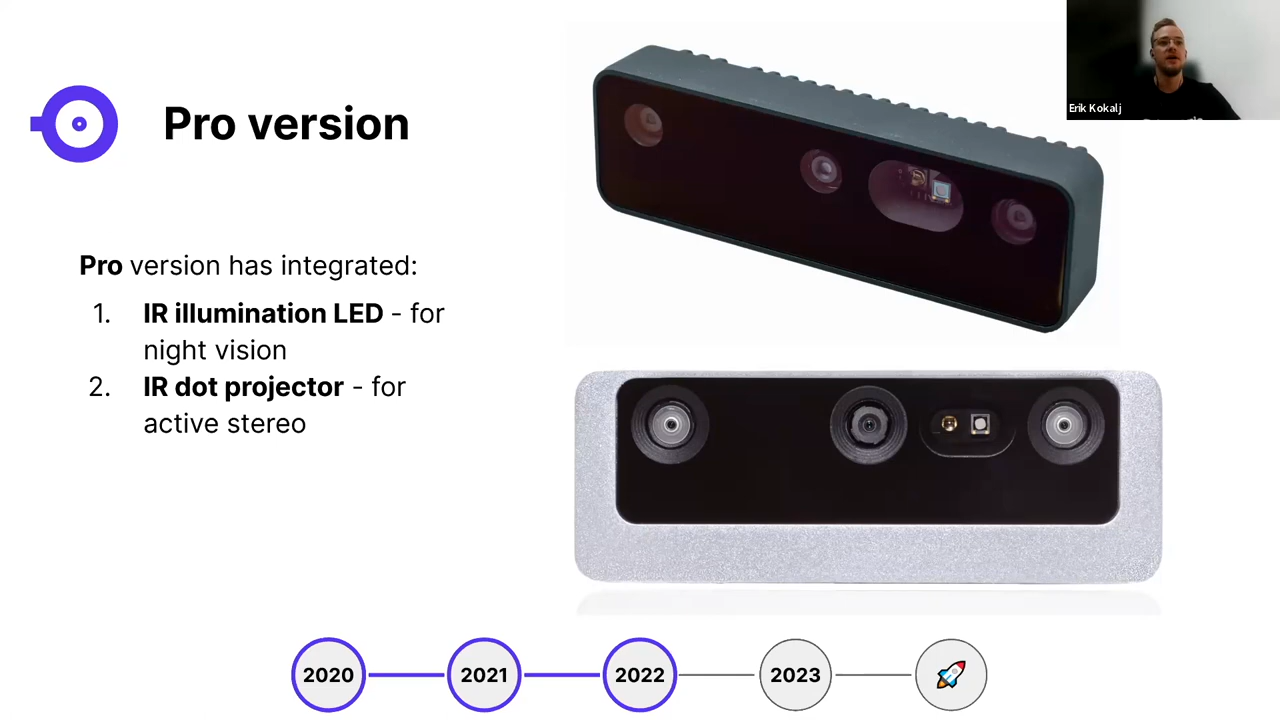 Pro version
Erik Kokalj
Pro version has integrated:
1. IR illumination LED - for
night vision
2. IR dot projector - for
active stereo
2020 2021 2022 2023